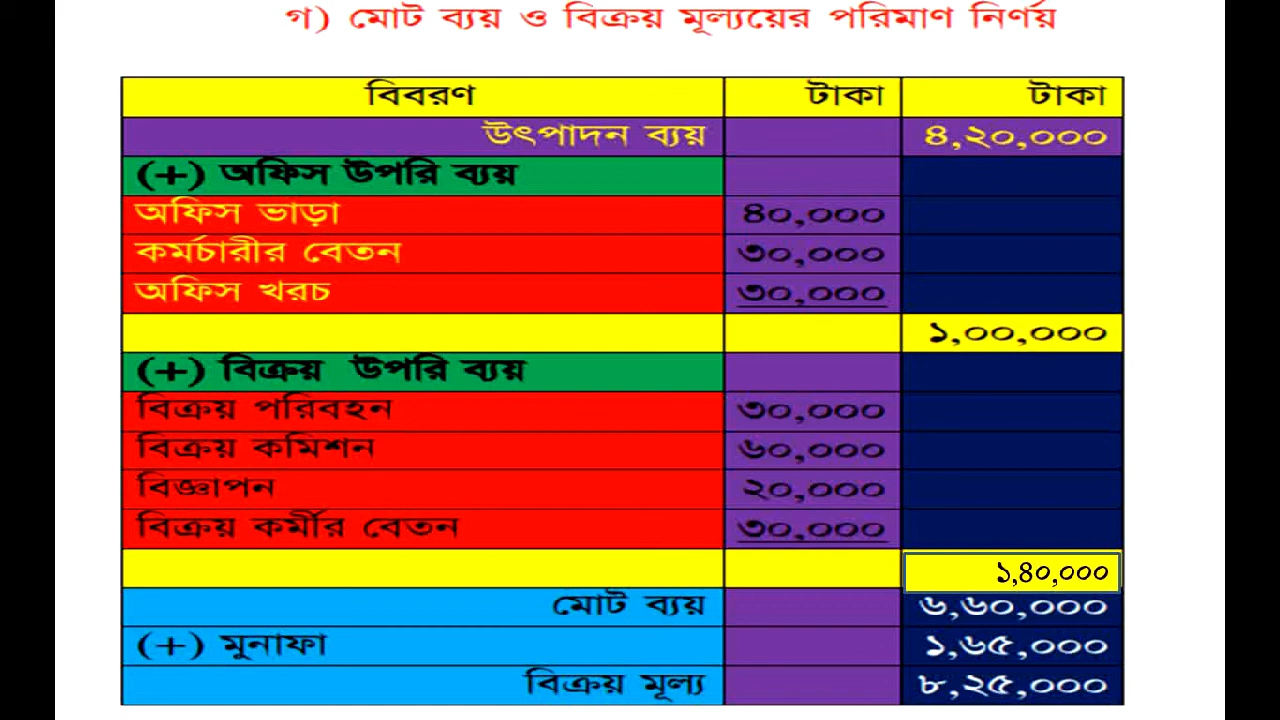 গ) মোট ব্যয় ও বিক্রয় মূল্যয়ের পরিমাণ নির্ণয়
বিবরণ টাকা টাকা
উৎপাদন ব্যয় ৪,২০,০০০
(+) অফিস উপরি ব্যয়
অফিস ভাড়া ৪০,০০০
কর্মচারীর বেতন ৩০,০০০
অফিস খরচ ৩০,০০০
১,০০,০০০
(+) বিক্রয় উপরি ব্যয়
বিক্রয় পরিবহন ৩০,০০০
বিক্রয় কমিশন ৬০,০০০
বিজ্ঞাপন ২০,০০০
বিক্রয় কর্মীর বেতন ৩০,০০০
১,৪০,০০০
মোট ব্যয় ৬,৬০,০০০
(+) মুনাফা ১,৬৫,০০০
বিক্রয় মূল্য ৮,২৫,০০০